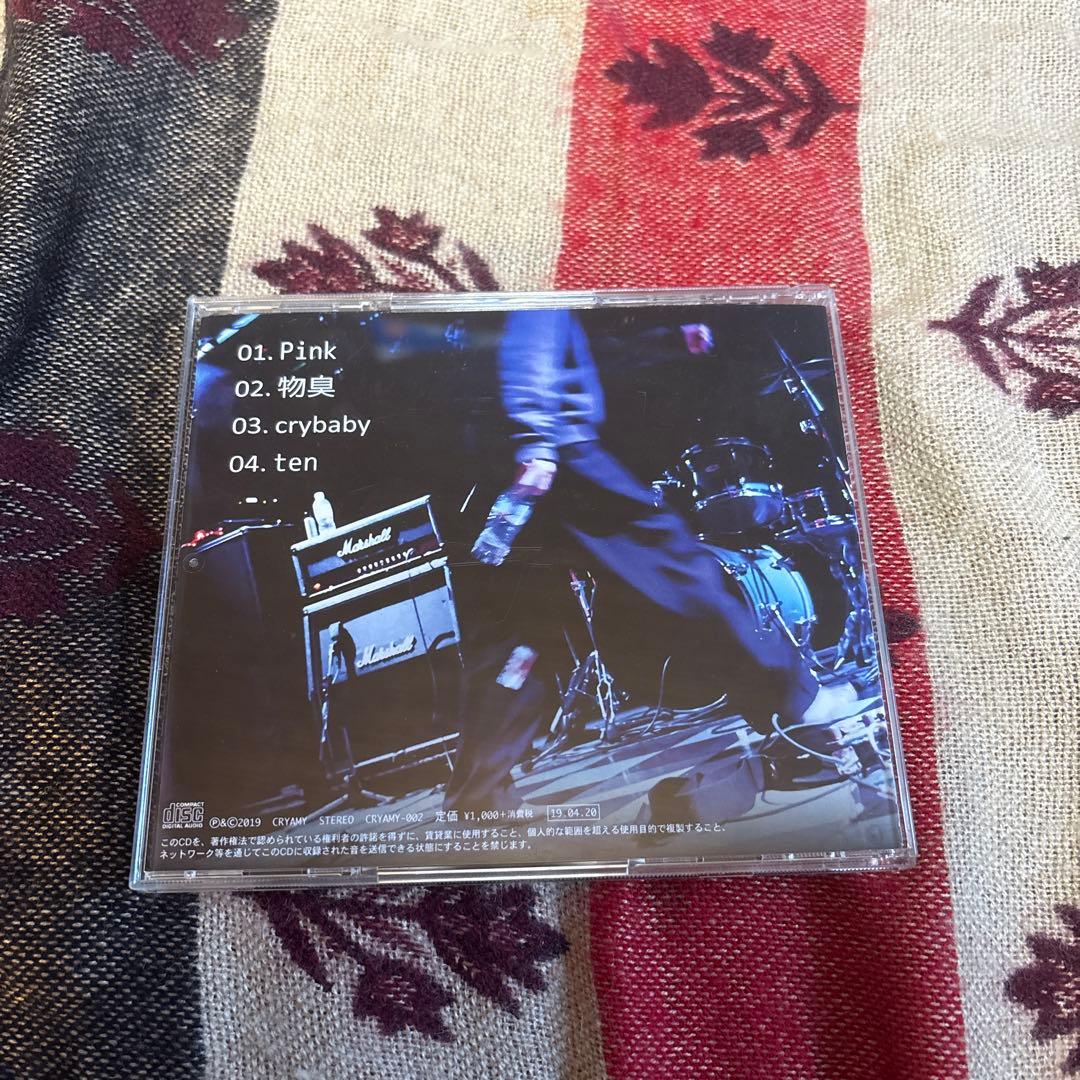 01. Pink
02. 物臭
03. crybaby
04. ten
Marshall
Marshall
COMPACT
disc
DIGITAL AUDIO
Ⓟ&©2019 CRYAMY STEREO CRYAMY-002 定価 ¥1,000+消費税 19.04.20
このCDを、著作権法で認められている権利者の許諾を得ずに、賃貸業に使用すること、個人的な範囲を超える使用目的で複製すること、
ネットワーク等を通じてこのCDに収録された音を送信できる状態にすることを禁じます。